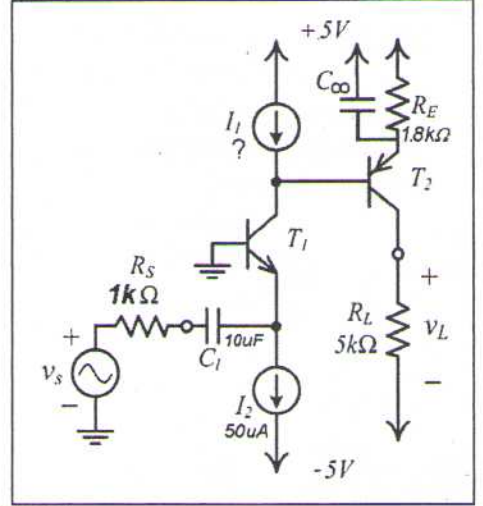 +5V
C∞
R_E
1.8kΩ
I_1
?
T_2
T_1
R_S
1kΩ
+
R_L
5kΩ
v_L
+
v_s
−
C_1
10uF
−
I_2
50uA
-5V